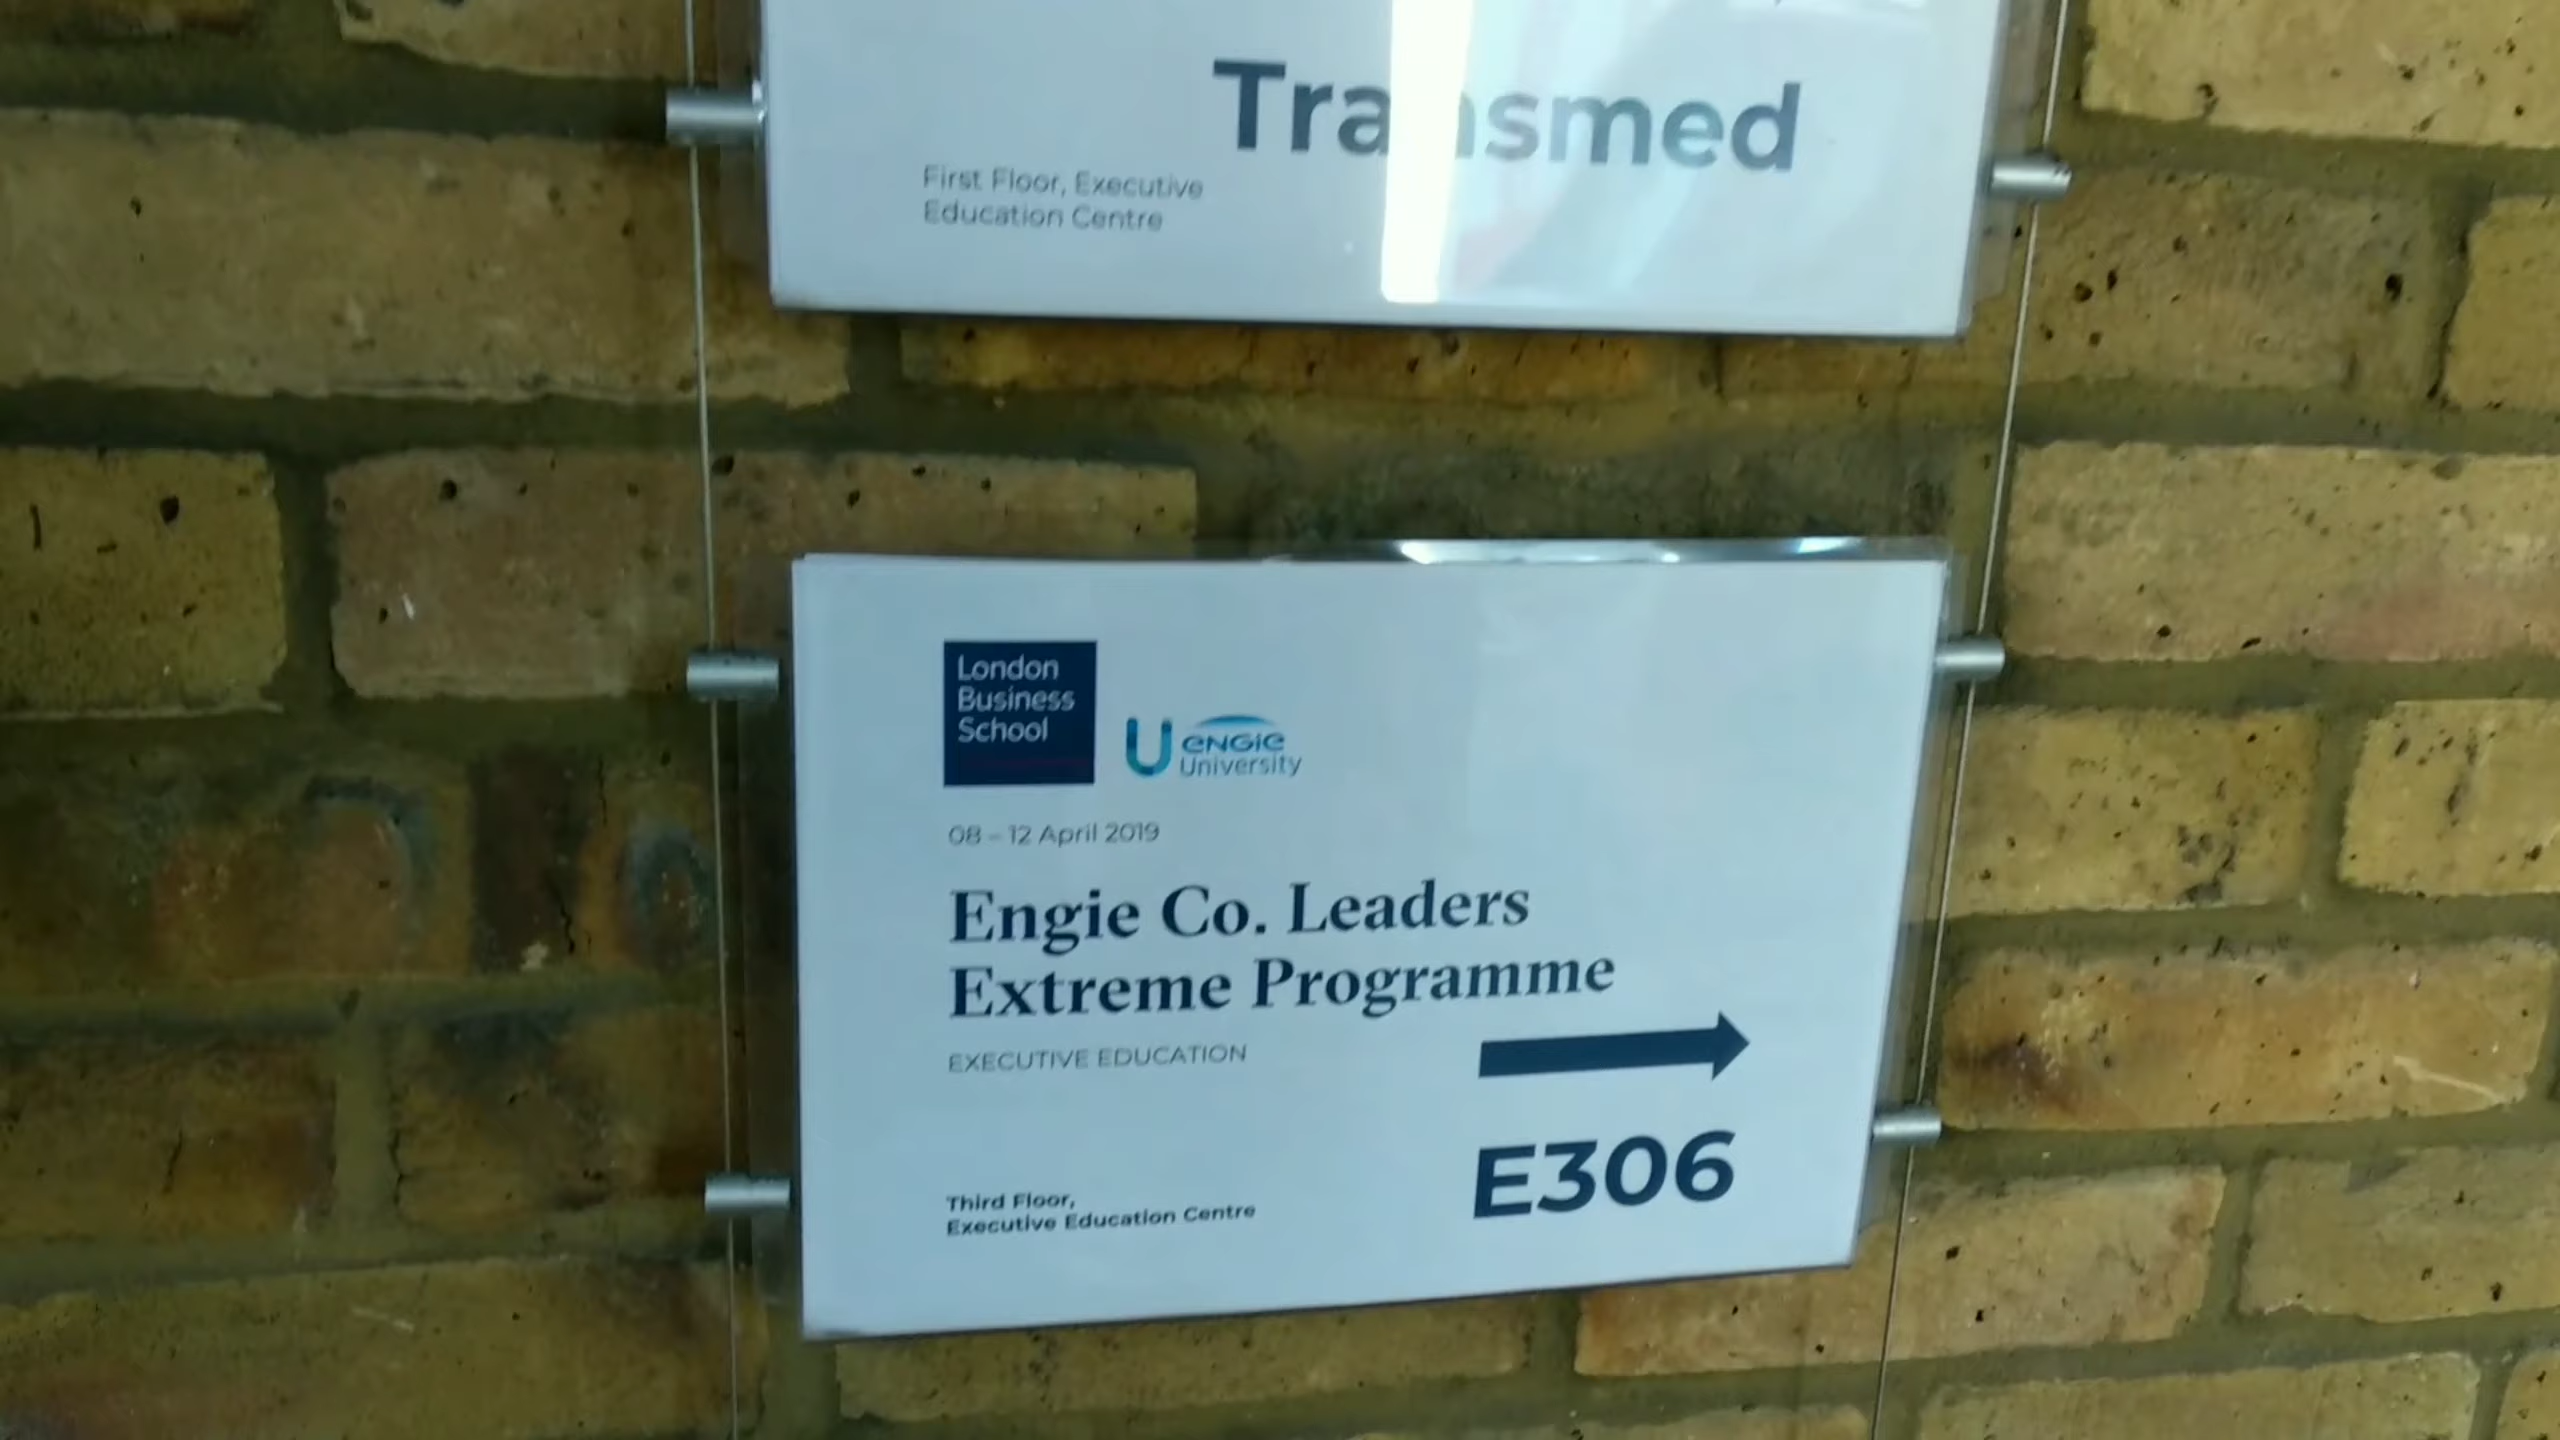 Transmed
First Floor, Executive
Education Centre
London
Business
School
U ENGIE
University
08 – 12 April 2019
Engie Co. Leaders
Extreme Programme
EXECUTIVE EDUCATION
E306
Third Floor,
Executive Education Centre